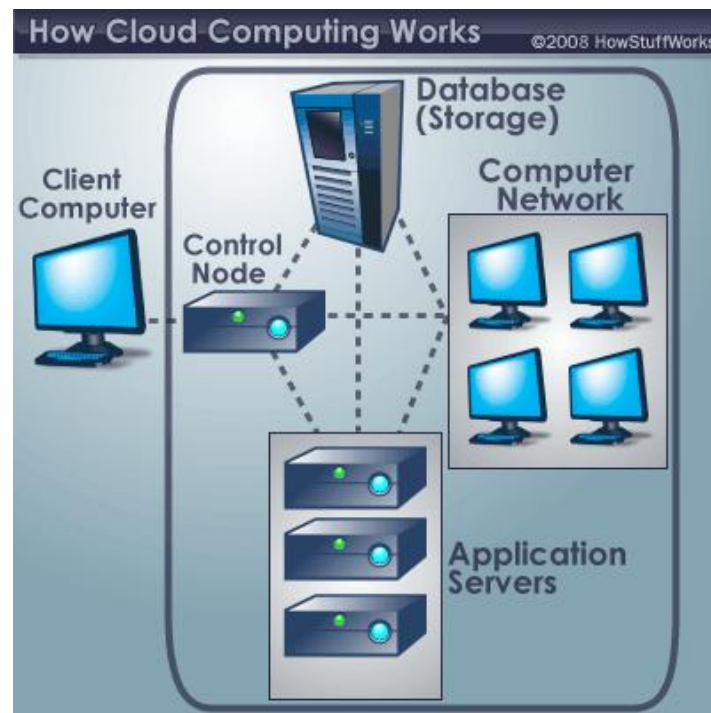 How Cloud Computing Works
©2008 HowStuffWorks
Database
(Storage)
Client
Computer
Computer
Network
Control
Node
Application
Servers